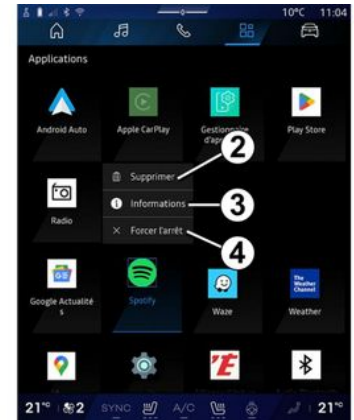 10°C 11:04
Applications
Android Auto
Apple CarPlay
Gestionnaire
d'apr
Play Store
2
Supprimer
3
Informations
Radio
Forcer l'arrêt
4
Google Actualité
s
Spotify
Waze
The
Weather
Channel
Weather
21°C 2 SYNC A/C 21°C